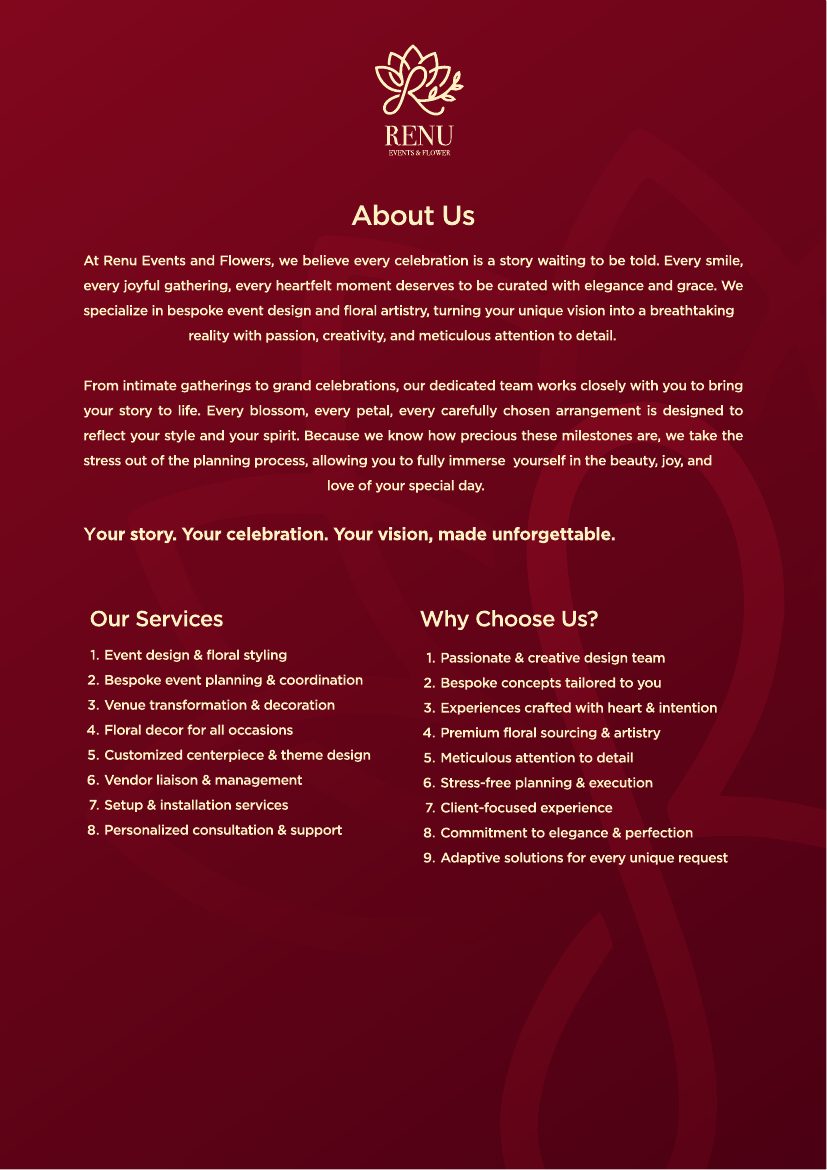 RENU
EVENTS & FLOWER
About Us
At Renu Events and Flowers, we believe every celebration is a story waiting to be told. Every smile,
every joyful gathering, every heartfelt moment deserves to be curated with elegance and grace. We
specialize in bespoke event design and floral artistry, turning your unique vision into a breathtaking
reality with passion, creativity, and meticulous attention to detail.
From intimate gatherings to grand celebrations, our dedicated team works closely with you to bring
your story to life. Every blossom, every petal, every carefully chosen arrangement is designed to
reflect your style and your spirit. Because we know how precious these milestones are, we take the
stress out of the planning process, allowing you to fully immerse yourself in the beauty, joy, and
love of your special day.
Your story. Your celebration. Your vision, made unforgettable.
Our Services
1. Event design & floral styling
2. Bespoke event planning & coordination
3. Venue transformation & decoration
4. Floral decor for all occasions
5. Customized centerpiece & theme design
6. Vendor liaison & management
7. Setup & installation services
8. Personalized consultation & support
Why Choose Us?
1. Passionate & creative design team
2. Bespoke concepts tailored to you
3. Experiences crafted with heart & intention
4. Premium floral sourcing & artistry
5. Meticulous attention to detail
6. Stress-free planning & execution
7. Client-focused experience
8. Commitment to elegance & perfection
9. Adaptive solutions for every unique request